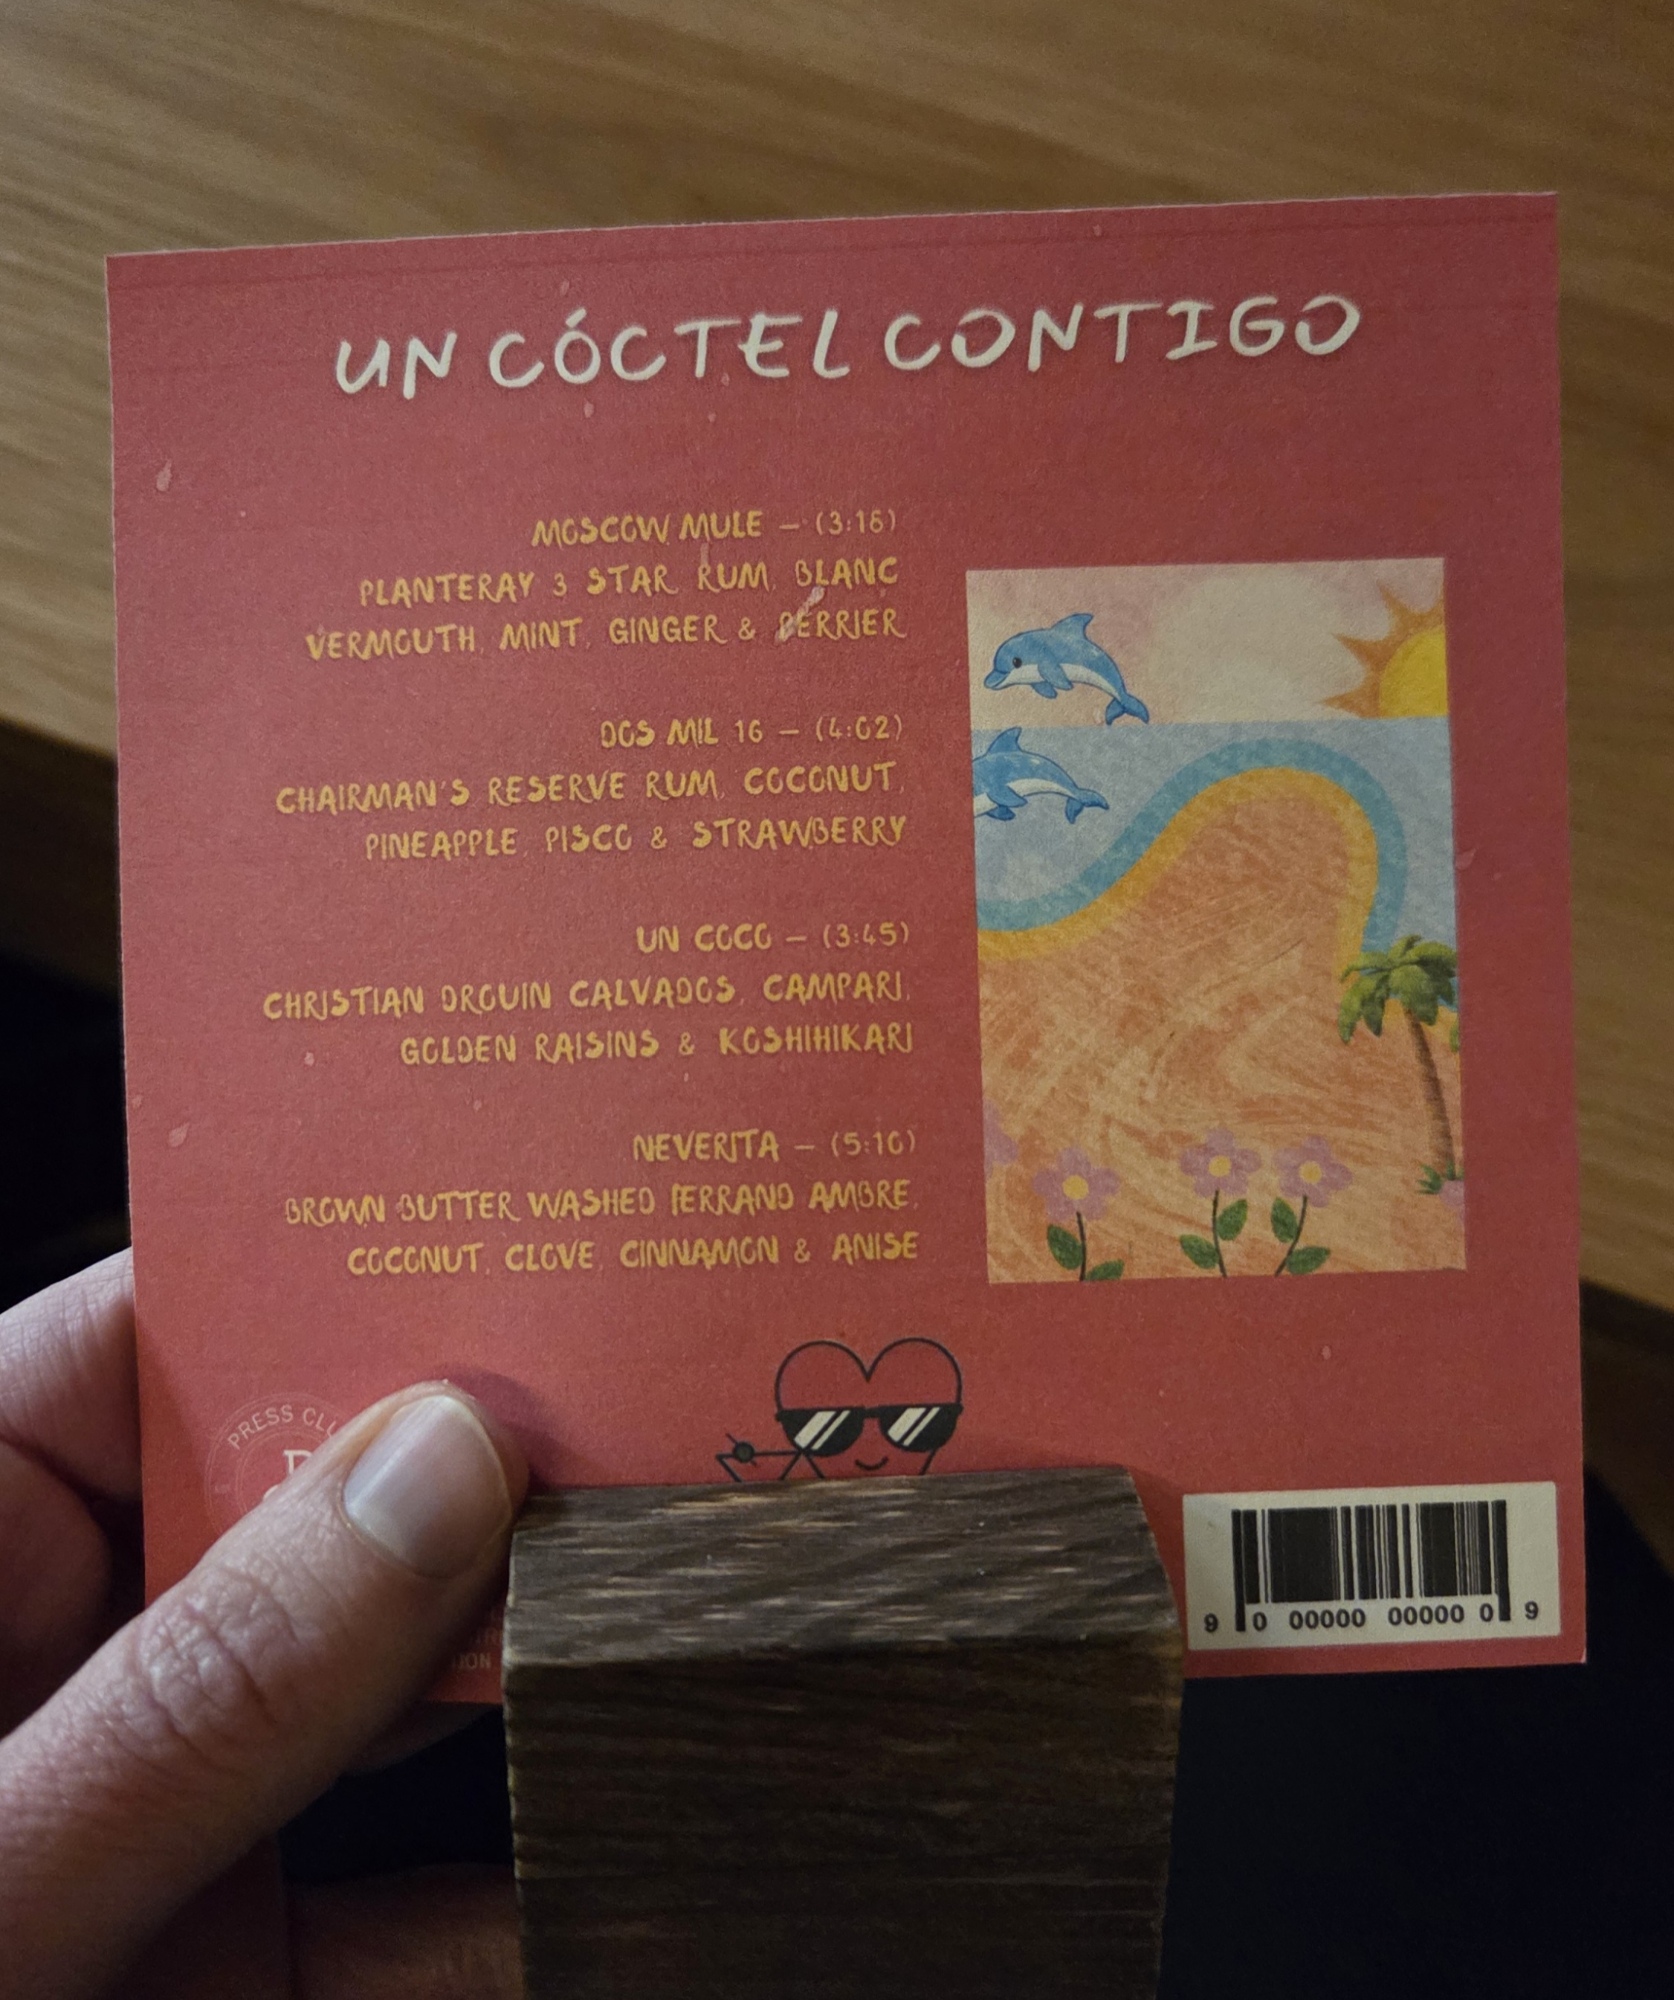 UN CÓCTEL CONTIGO
MOSCOW MULE – (3:16)
PLANTERAY 3 STAR RUM, BLANC
VERMOUTH, MINT, GINGER & PERRIER
DOS MIL 16 – (4:02)
CHAIRMAN'S RESERVE RUM, COCONUT,
PINEAPPLE, PISCO & STRAWBERRY
UN COCO – (3:45)
CHRISTIAN DROUIN CALVADOS, CAMPARI,
GOLDEN RAISINS & KOSHIHIKARI
NEVERITA – (5:10)
BROWN BUTTER WASHED FERRAND AMBRE,
COCONUT, CLOVE, CINNAMON & ANISE
PRESS CLU
9 0 00000 00000 0 9